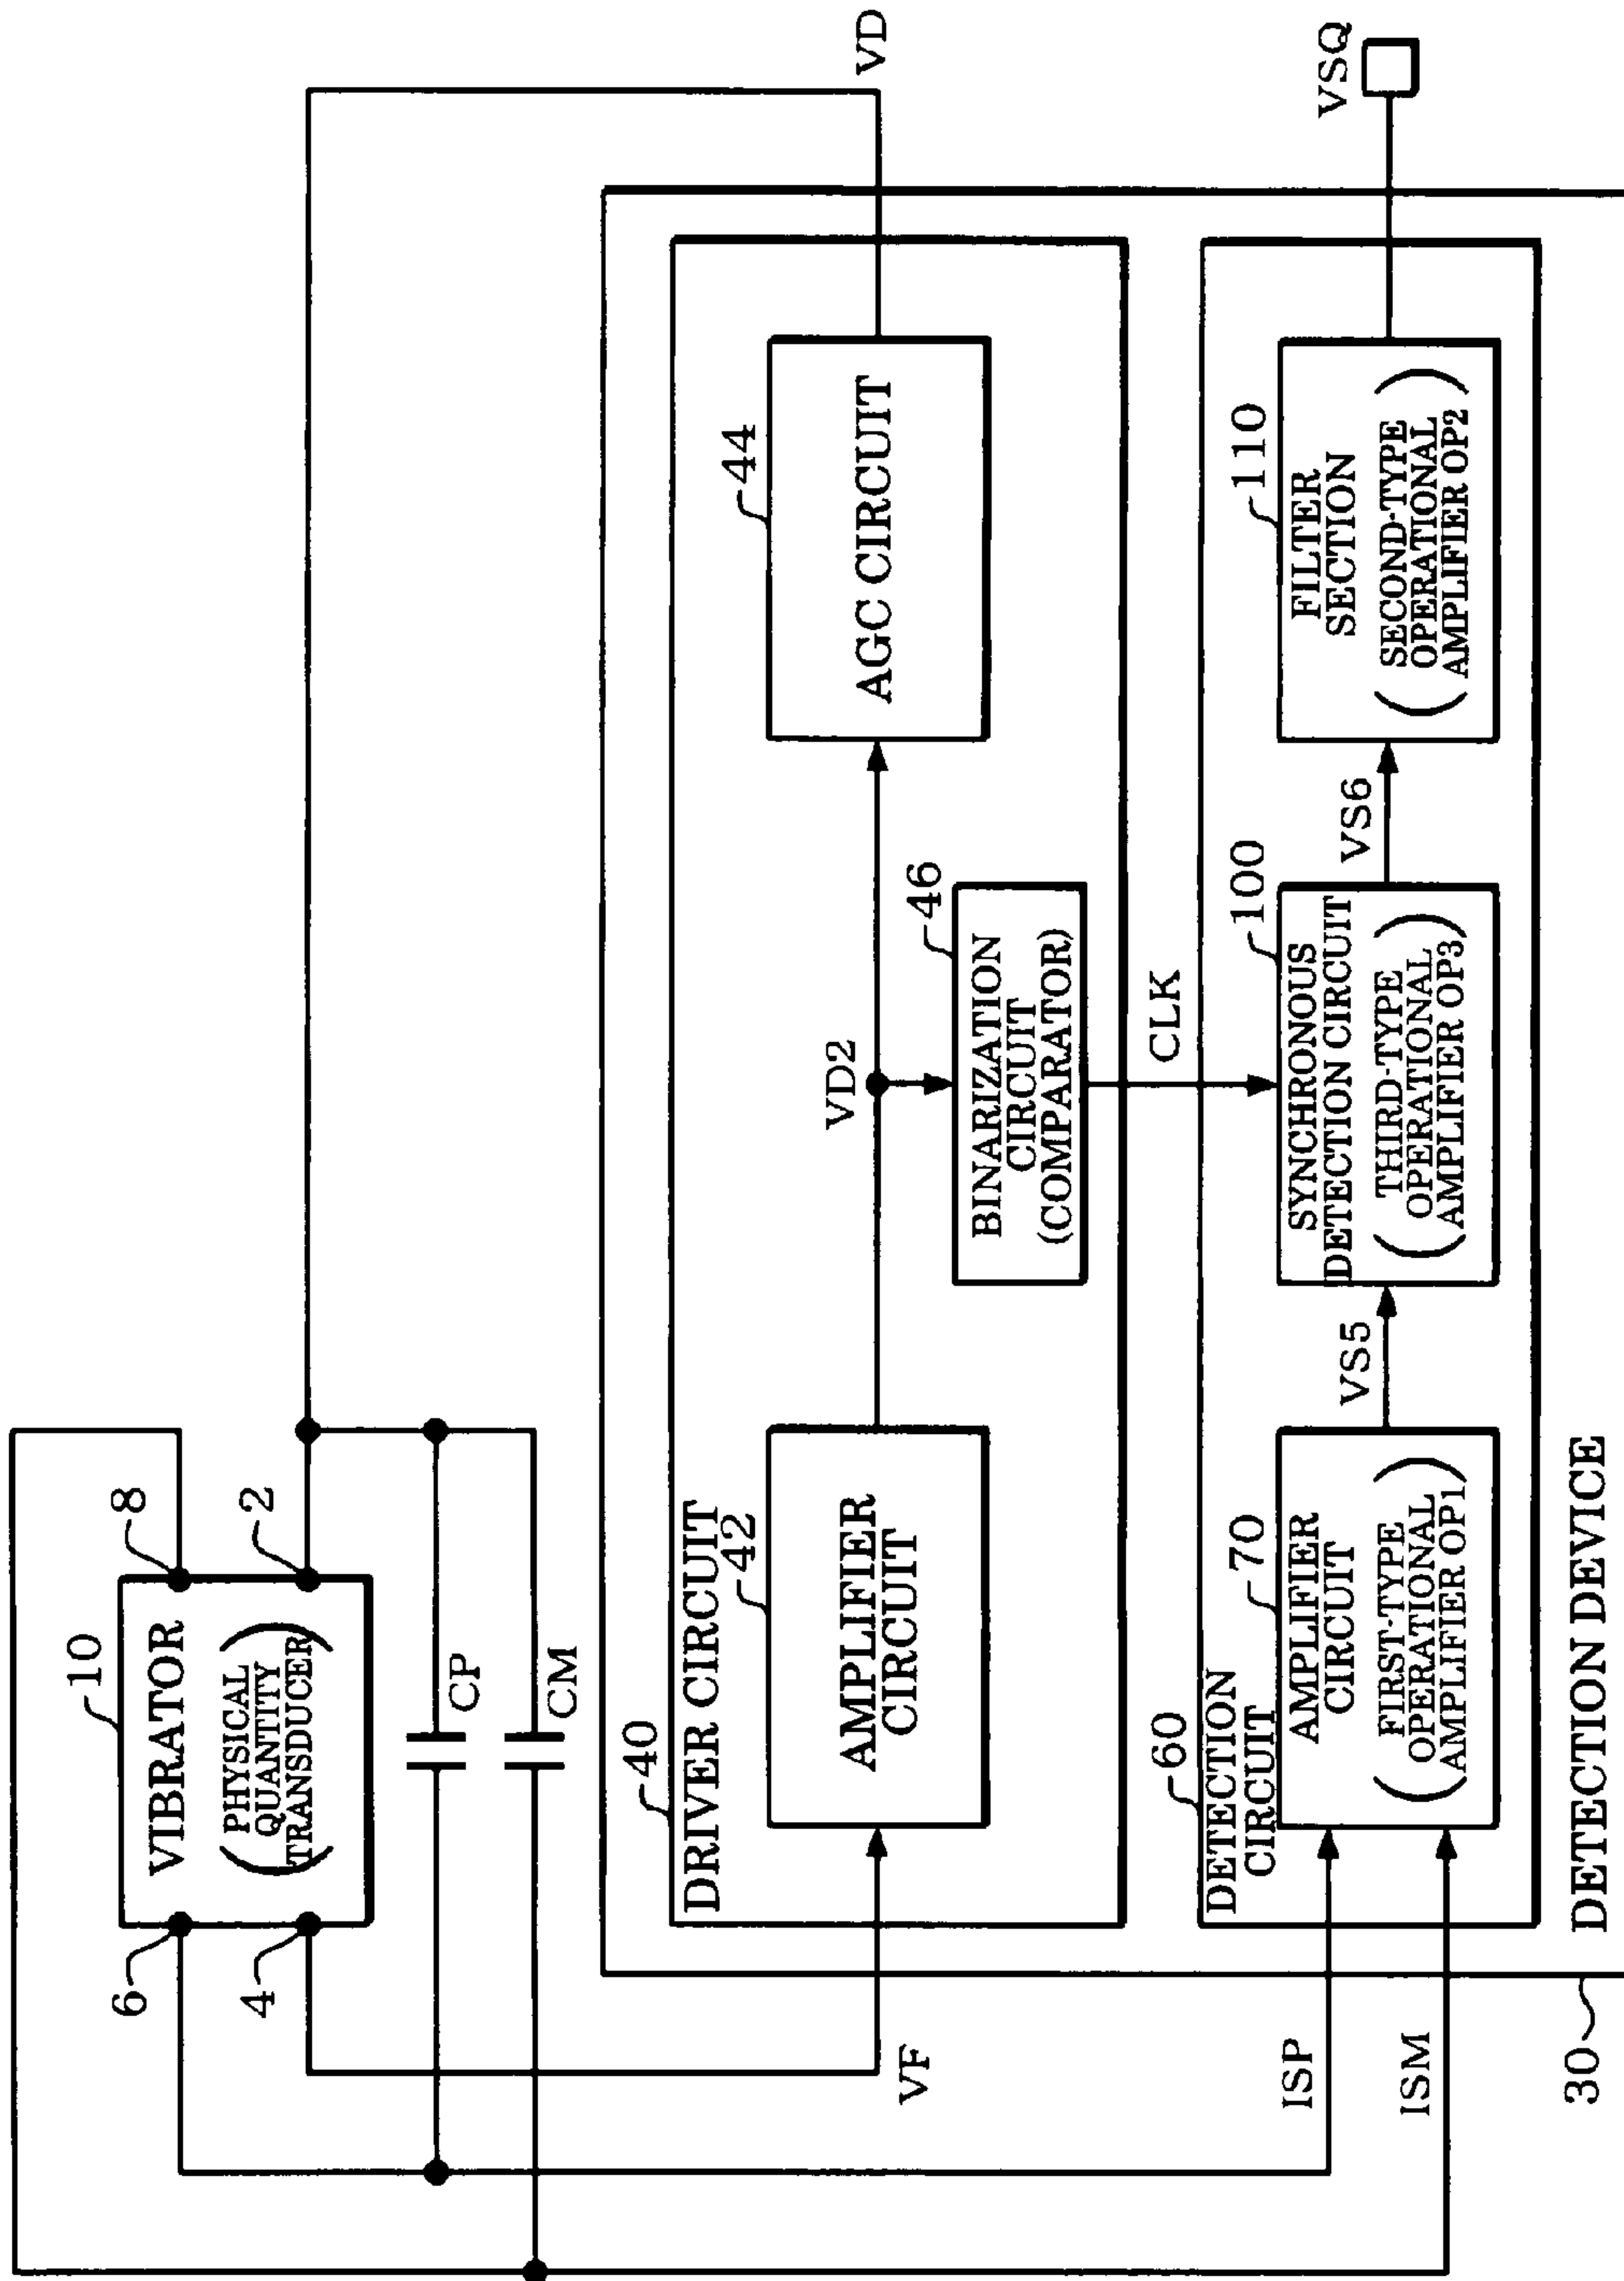 10
VIBRATOR
(PHYSICAL
QUANTITY
TRANSDUCER)
6
8
4
2
CP
CM
VD
40
DRIVER CIRCUIT
42
AMPLIFIER
CIRCUIT
VF
VD2
44
AGC CIRCUIT
46
BINARIZATION
CIRCUIT
(COMPARATOR)
CLK
60
DETECTION
CIRCUIT
70
AMPLIFIER
CIRCUIT
(FIRST-TYPE
OPERATIONAL
AMPLIFIER OP1)
ISP
ISM
VS5
100
SYNCHRONOUS
DETECTION CIRCUIT
(THIRD-TYPE
OPERATIONAL
AMPLIFIER OP3)
VS6
110
FILTER
SECTION
(SECOND-TYPE
OPERATIONAL
AMPLIFIER OP2)
VSQ
30
DETECTION DEVICE